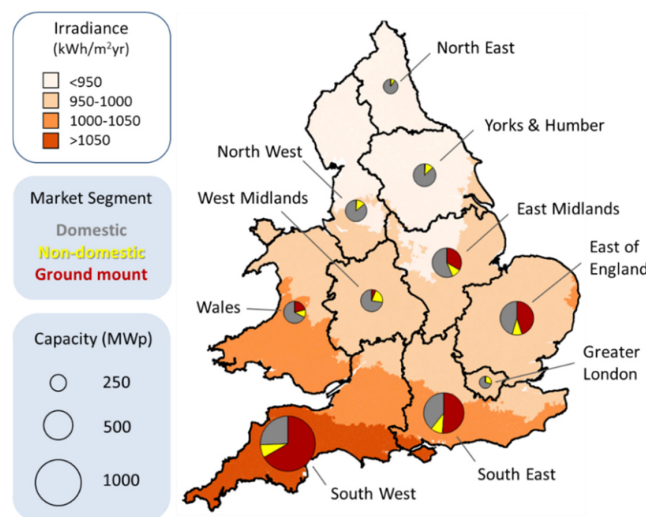 Irradiance
(kWh/m²yr)
<950
950-1000
1000-1050
>1050
Market Segment
Domestic
Non-domestic
Ground mount
Capacity (MWp)
250
500
1000
North East
Yorks & Humber
North West
West Midlands
East Midlands
East of
England
Wales
Greater
London
South East
South West